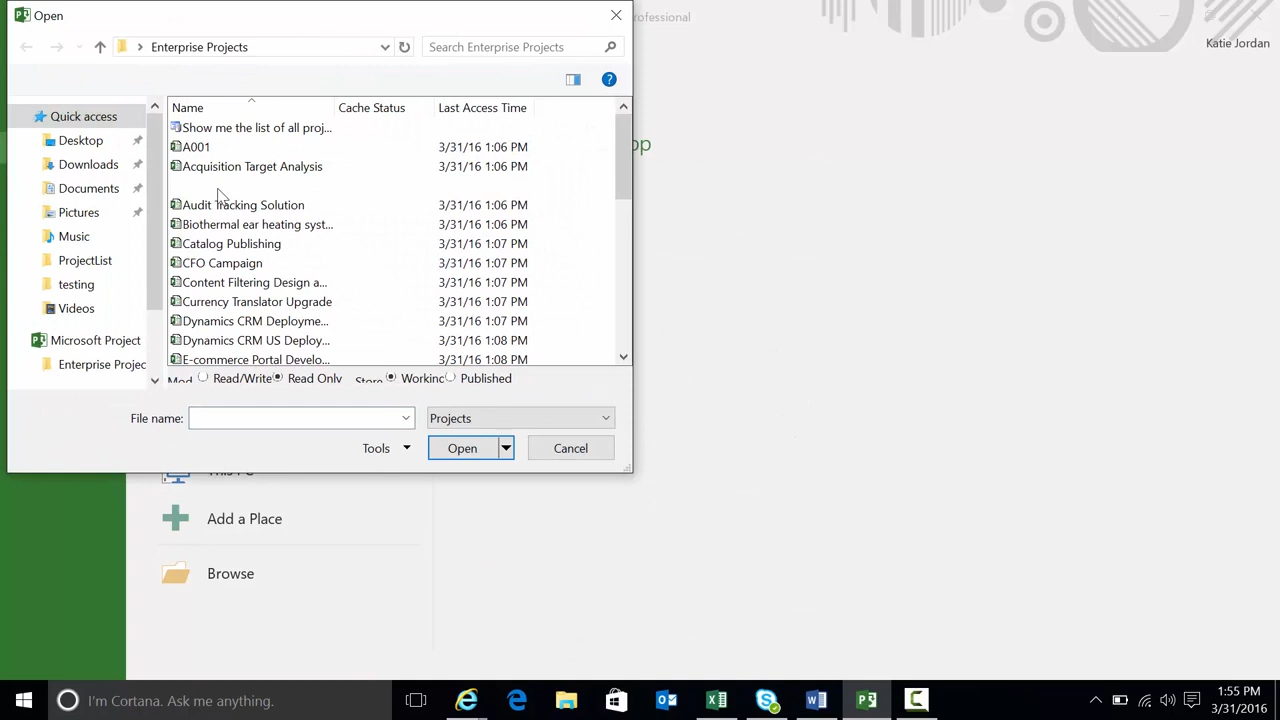 Open
rofessional
Katie Jordan
Enterprise Projects
Search Enterprise Projects
Name Cache Status Last Access Time
Quick access
Desktop
Downloads
Documents
Pictures
Music
ProjectList
testing
Videos
Microsoft Project
Enterprise Projec
Show me the list of all proj...
A001 3/31/16 1:06 PM
Acquisition Target Analysis 3/31/16 1:06 PM
Audit Tracking Solution 3/31/16 1:06 PM
Biothermal ear heating syst... 3/31/16 1:06 PM
Catalog Publishing 3/31/16 1:07 PM
CFO Campaign 3/31/16 1:07 PM
Content Filtering Design a... 3/31/16 1:07 PM
Currency Translator Upgrade 3/31/16 1:07 PM
Dynamics CRM Deployme... 3/31/16 1:07 PM
Dynamics CRM US Deploy... 3/31/16 1:08 PM
E-commerce Portal Develo... 3/31/16 1:08 PM
Mod Read/Write Read Only Store Working Published
File name: Projects
Tools Open Cancel
pp
This PC
Add a Place
Browse
I'm Cortana. Ask me anything.
1:55 PM
3/31/2016